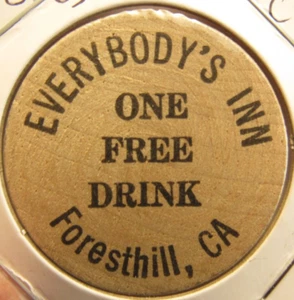 EVERYBODY'S INN
ONE
FREE
DRINK
Foresthill, CA